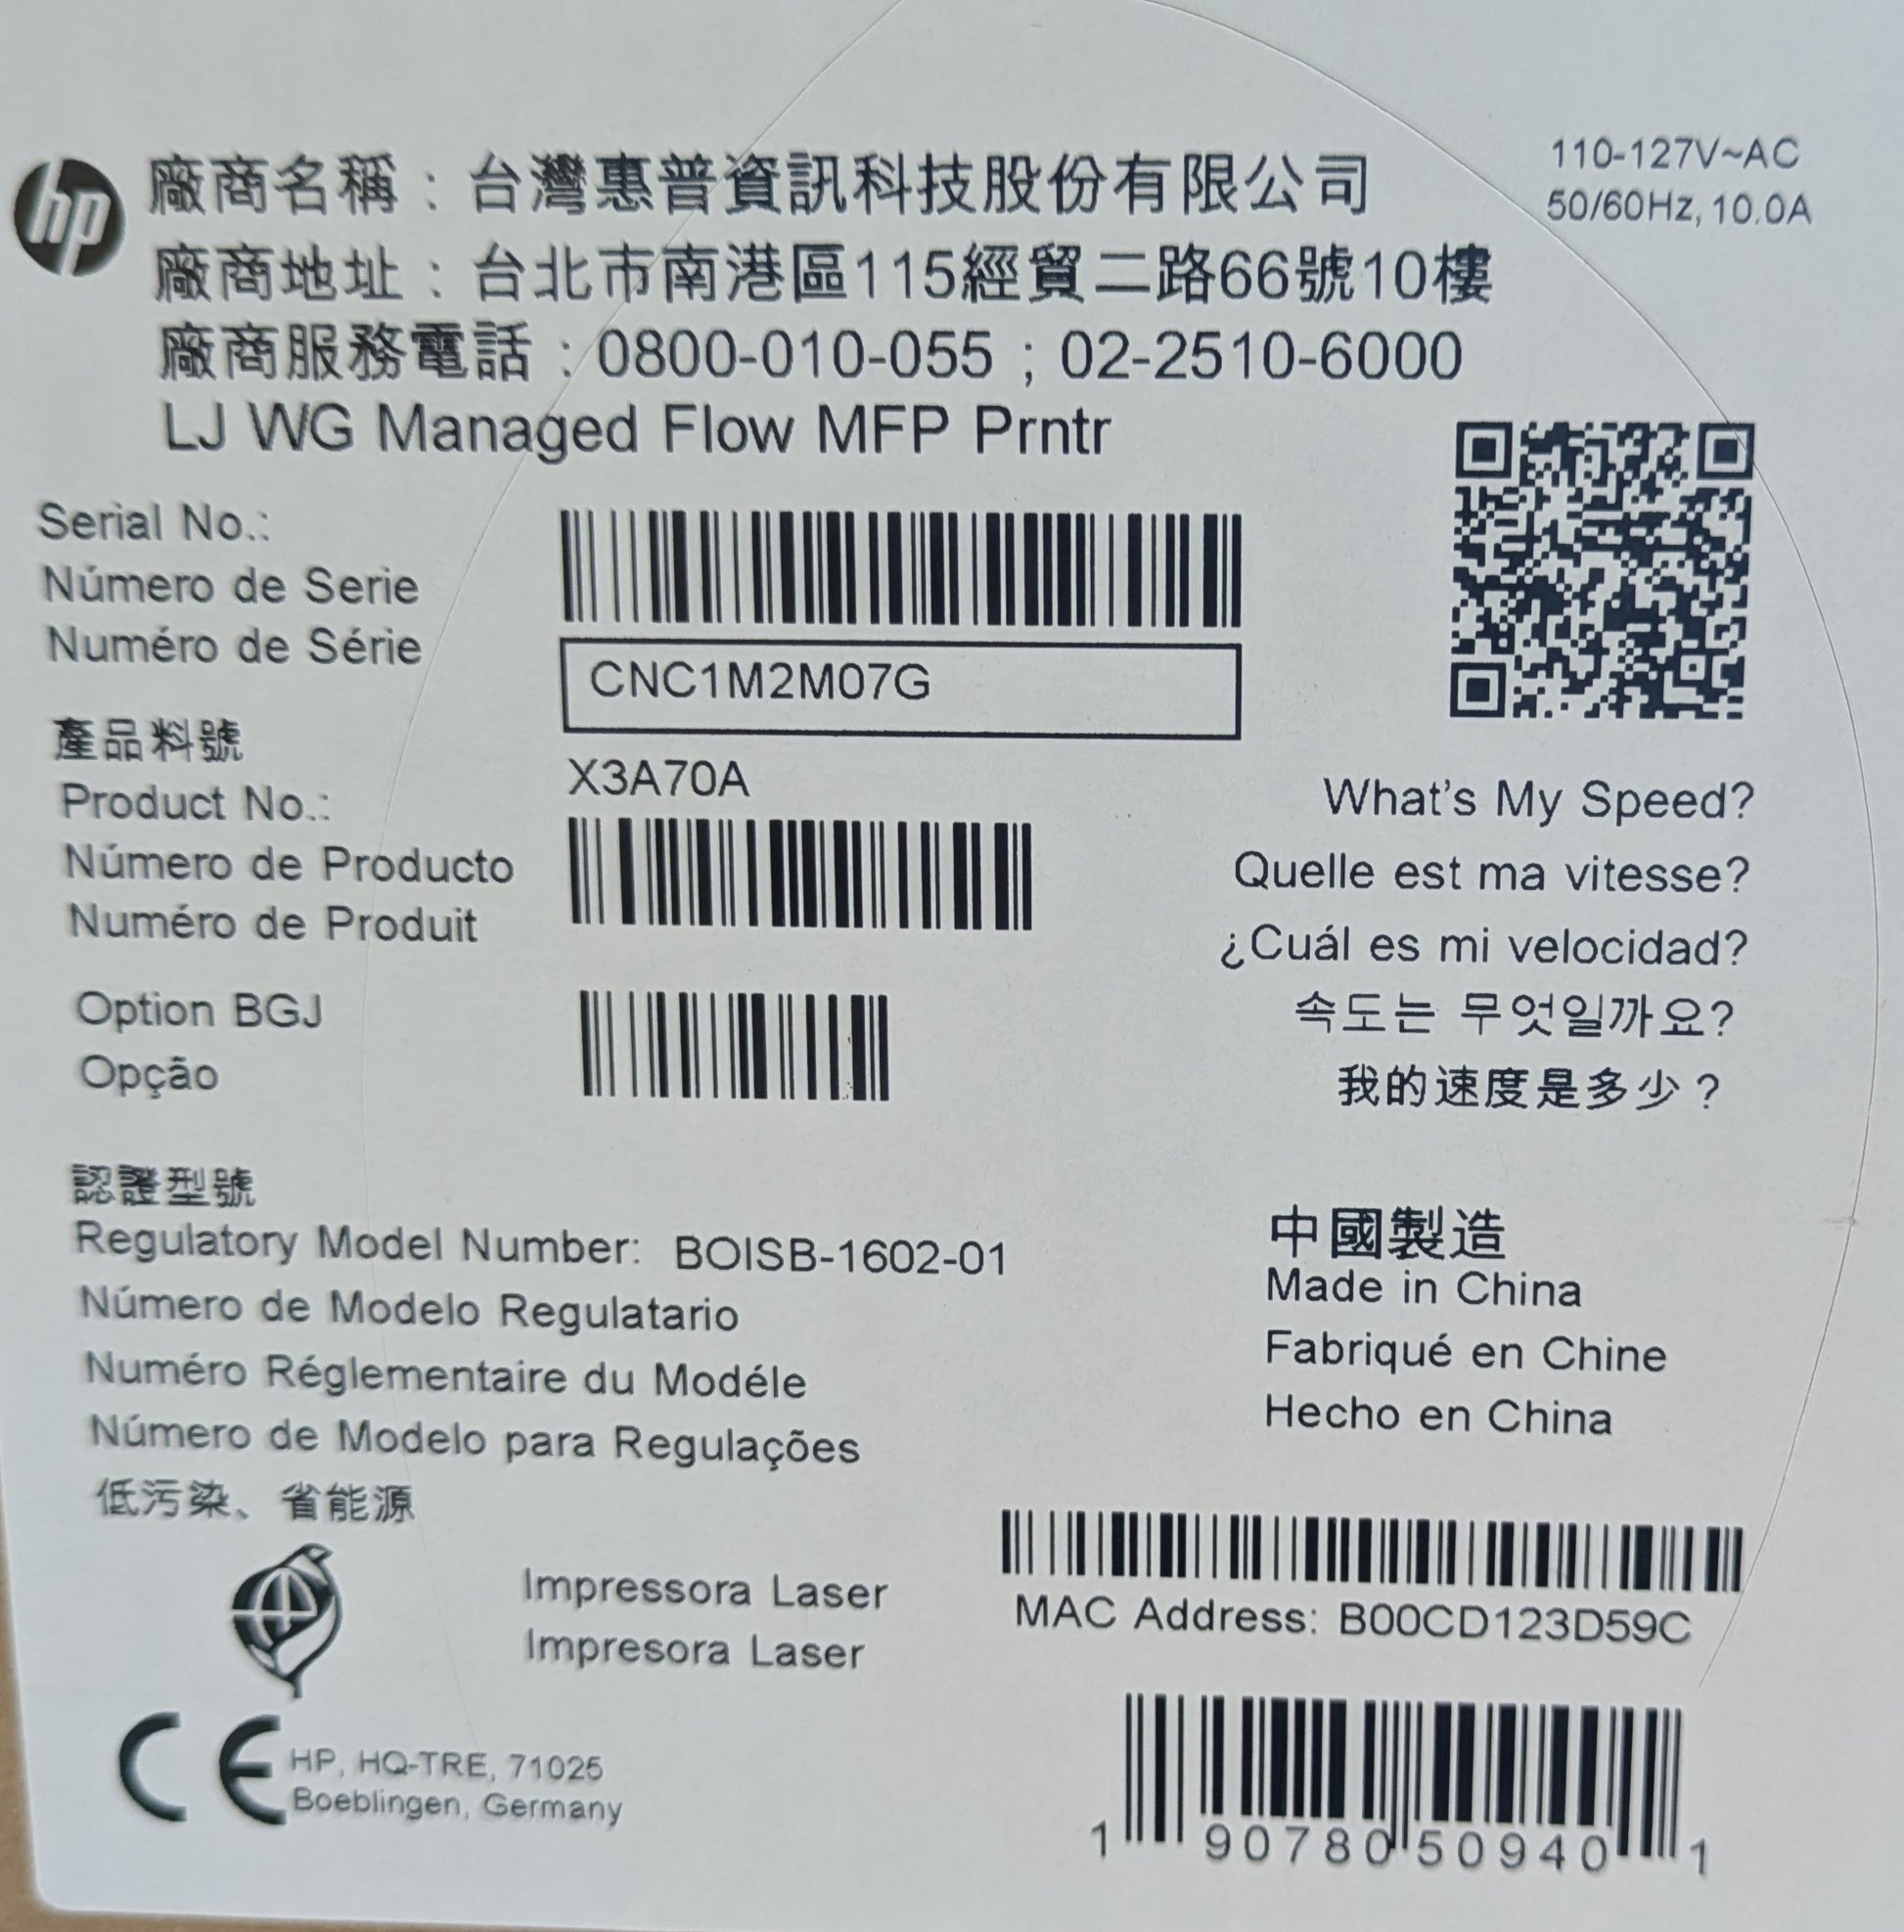 hp
廠商名稱：台灣惠普資訊科技股份有限公司
110-127V~AC
50/60Hz, 10.0A
廠商地址：台北市南港區115經貿二路66號10樓
廠商服務電話：0800-010-055；02-2510-6000
LJ WG Managed Flow MFP Prntr
Serial No.:
Número de Serie
Numéro de Série
CNC1M2M07G
產品料號
Product No.:
Número de Producto
Numéro de Produit
X3A70A
What's My Speed?
Quelle est ma vitesse?
¿Cuál es mi velocidad?
속도는 무엇일까요?
我的速度是多少？
Option BGJ
Opção
認證型號
Regulatory Model Number: BOISB-1602-01
Número de Modelo Regulatario
Numéro Réglementaire du Modéle
Número de Modelo para Regulações
低污染、省能源
中國製造
Made in China
Fabriqué en Chine
Hecho en China
Impressora Laser
Impresora Laser
MAC Address: B00CD123D59C
CE
HP, HQ-TRE, 71025
Boeblingen, Germany
1 90780 50940 1